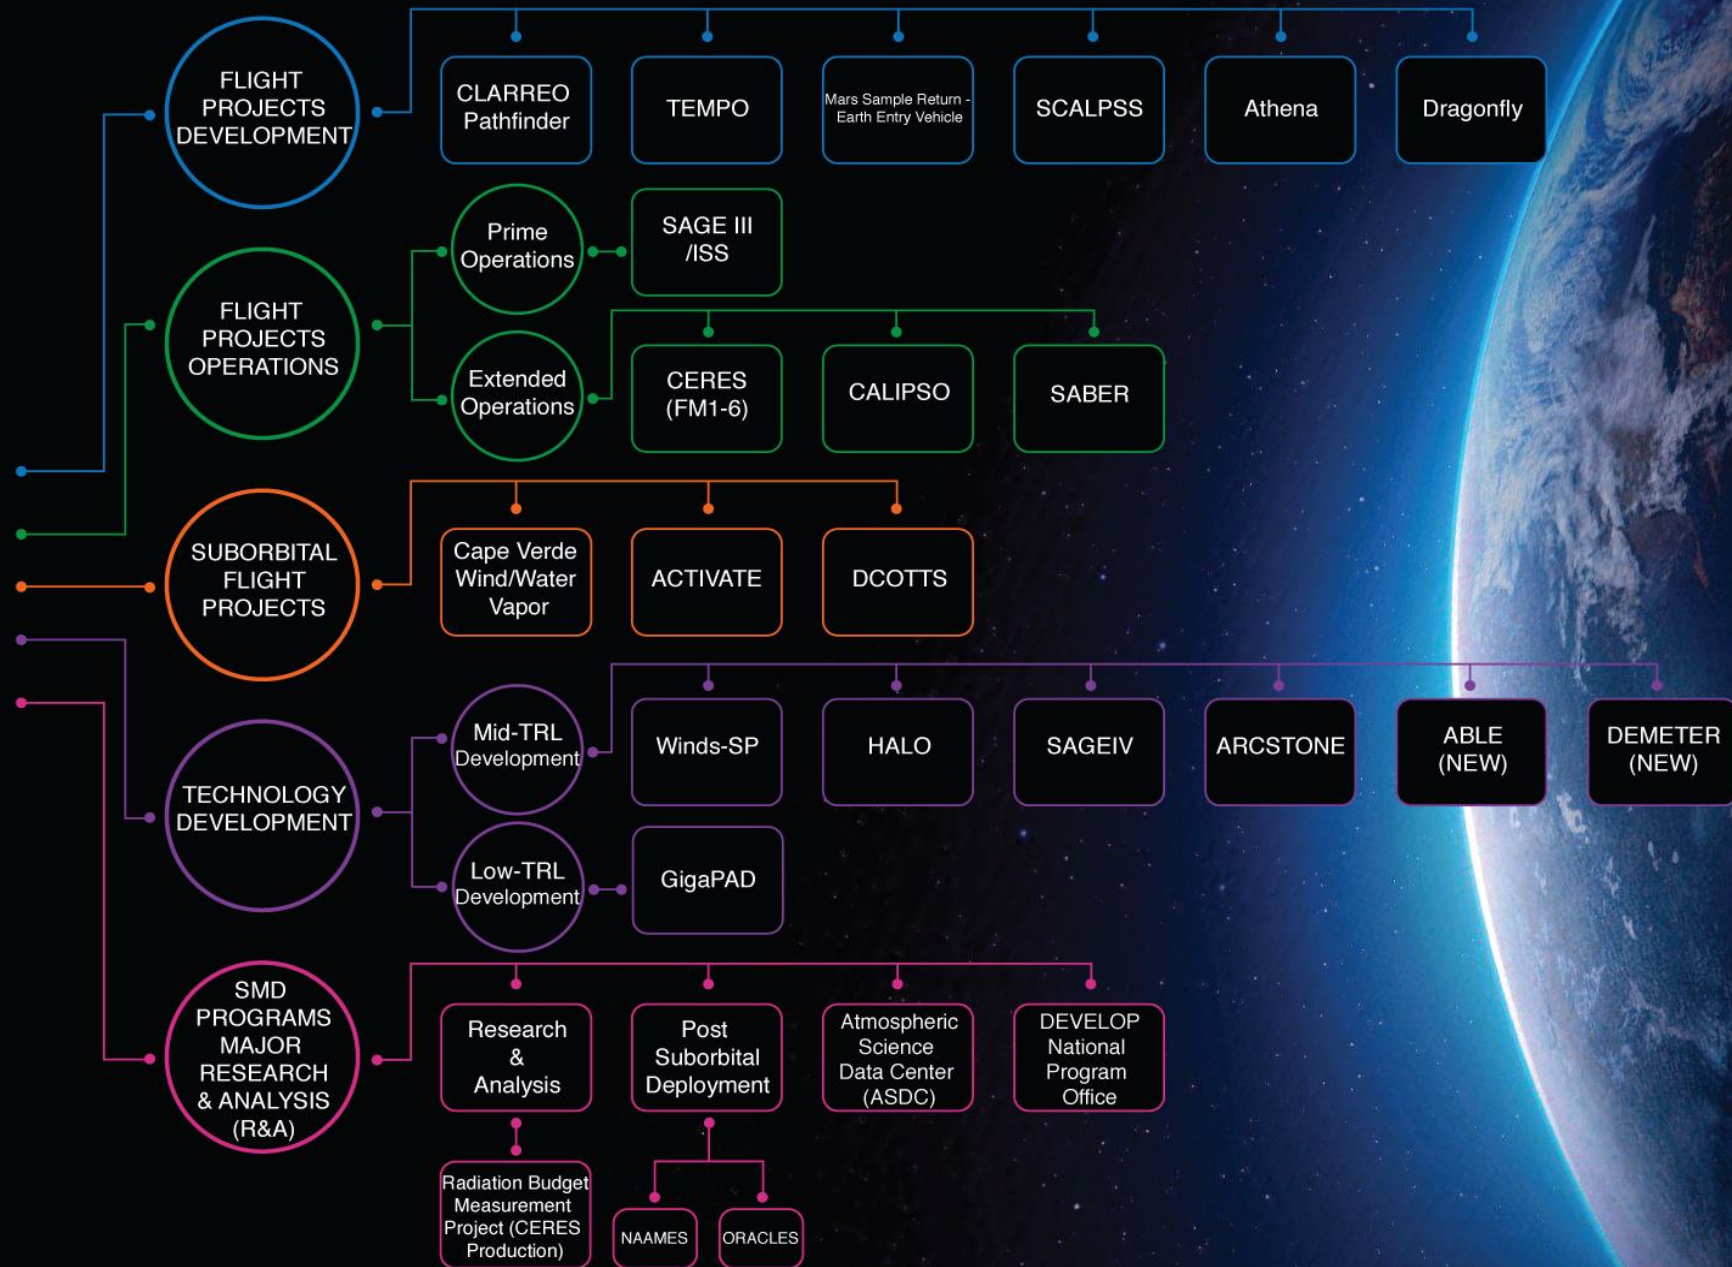 FLIGHT
PROJECTS
DEVELOPMENT
CLARREO
Pathfinder
TEMPO
Mars Sample Return -
Earth Entry Vehicle
SCALPSS
Athena
Dragonfly
FLIGHT
PROJECTS
OPERATIONS
Prime
Operations
SAGE III
/ISS
Extended
Operations
CERES
(FM1-6)
CALIPSO
SABER
SUBORBITAL
FLIGHT
PROJECTS
Cape Verde
Wind/Water
Vapor
ACTIVATE
DCOTTS
TECHNOLOGY
DEVELOPMENT
Mid-TRL
Development
Winds-SP
HALO
SAGEIV
ARCSTONE
ABLE
(NEW)
DEMETER
(NEW)
Low-TRL
Development
GigaPAD
SMD
PROGRAMS
MAJOR
RESEARCH
& ANALYSIS
(R&A)
Research
&
Analysis
Post
Suborbital
Deployment
Atmospheric
Science
Data Center
(ASDC)
DEVELOP
National
Program
Office
Radiation Budget
Measurement
Project (CERES
Production)
NAAMES
ORACLES